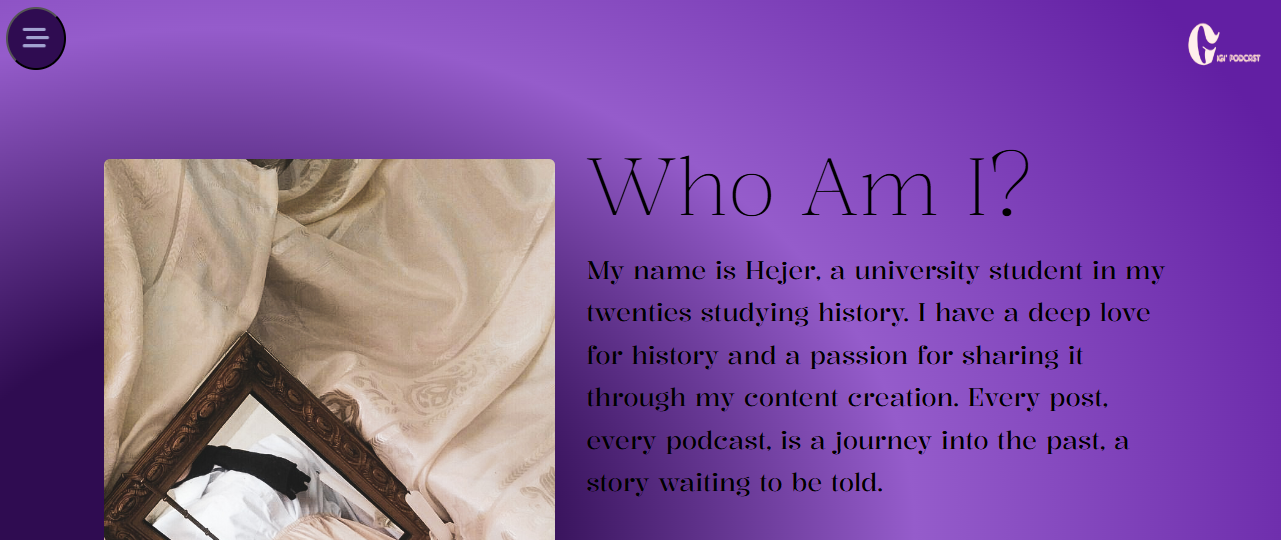 G IGI' PODCAST
Who Am I?
My name is Hejer, a university student in my
twenties studying history. I have a deep love
for history and a passion for sharing it
through my content creation. Every post,
every podcast, is a journey into the past, a
story waiting to be told.